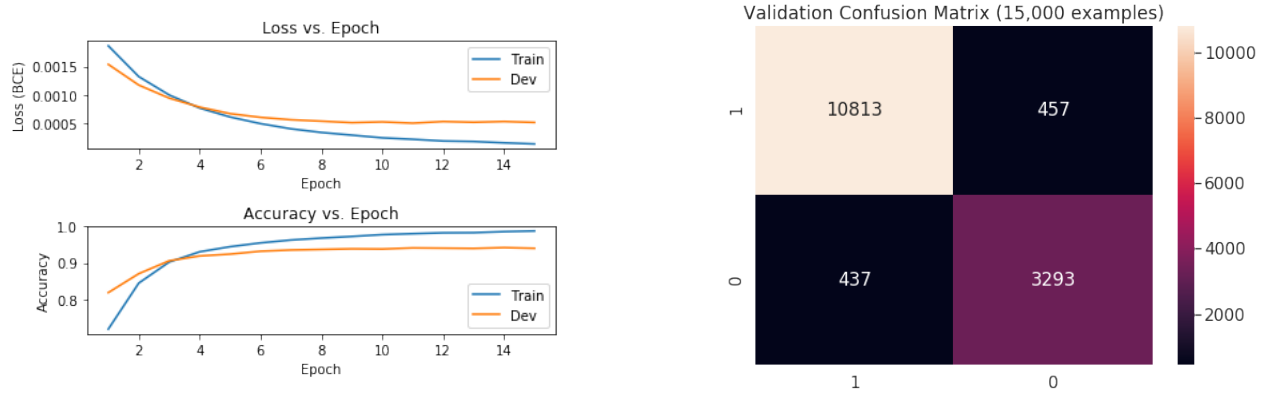 Loss vs. Epoch
Loss (BCE)
0.0015
0.0010
0.0005
Train
Dev
2 4 6 8 10 12 14
Epoch
Accuracy vs. Epoch
Accuracy
1.0
0.9
0.8
Train
Dev
2 4 6 8 10 12 14
Epoch
Validation Confusion Matrix (15,000 examples)
1
10813 457
0
437 3293
1 0
10000
8000
6000
4000
2000